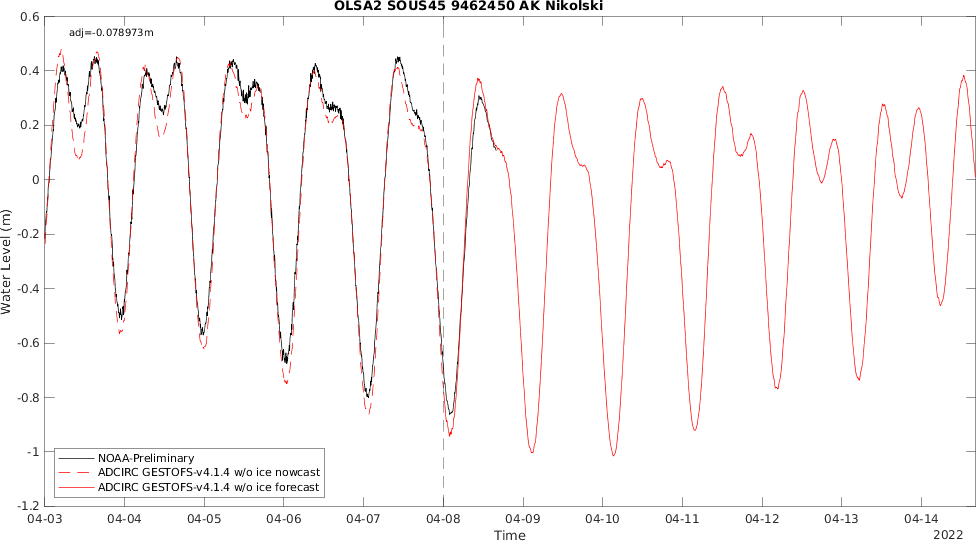 OLSA2 SOUS45 9462450 AK Nikolski
adj=-0.078973m
0.6
0.4
0.2
0
-0.2
-0.4
-0.6
-0.8
-1
-1.2
Water Level (m)
NOAA-Preliminary
ADCIRC GESTOFS-v4.1.4 w/o ice nowcast
ADCIRC GESTOFS-v4.1.4 w/o ice forecast
04-03 04-04 04-05 04-06 04-07 04-08 04-09 04-10 04-11 04-12 04-13 04-14
Time
2022